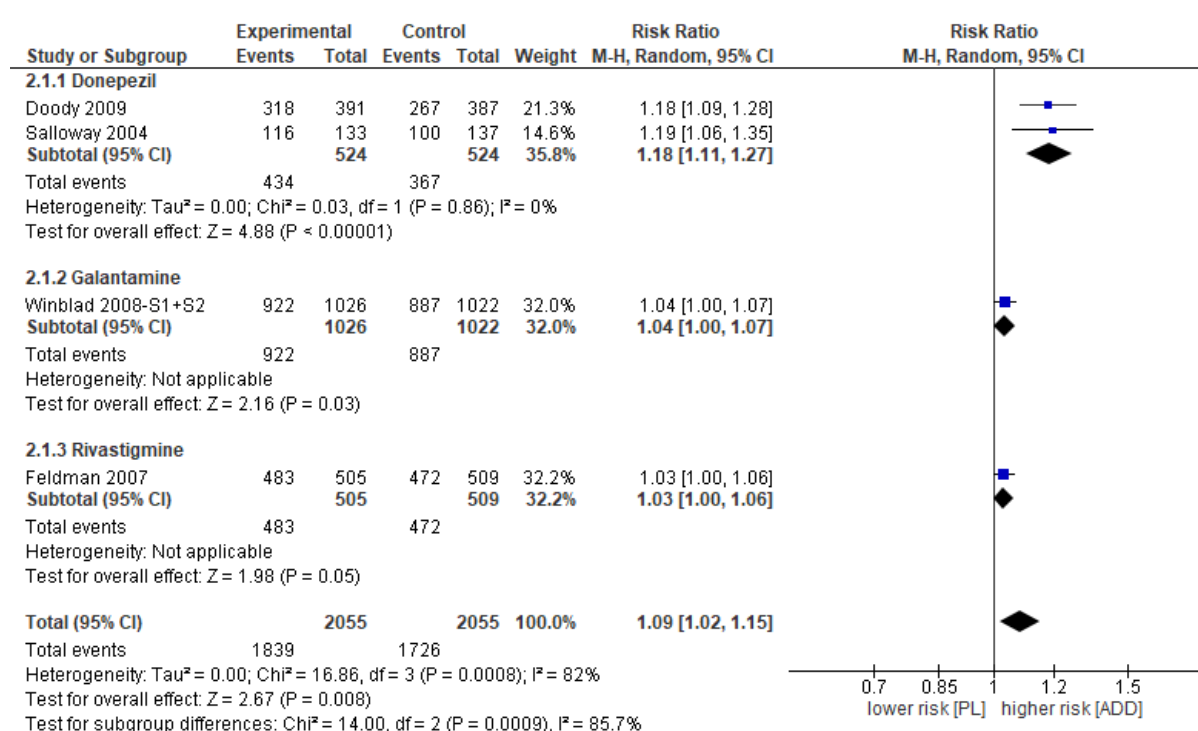 Experimental Control Risk Ratio Risk Ratio
Study or Subgroup Events Total Events Total Weight M-H, Random, 95% CI M-H, Random, 95% CI
2.1.1 Donepezil
Doody 2009 318 391 267 387 21.3% 1.18 [1.09, 1.28]
Salloway 2004 116 133 100 137 14.6% 1.19 [1.06, 1.35]
Subtotal (95% CI) 524 524 35.8% 1.18 [1.11, 1.27]
Total events 434 367
Heterogeneity: Tau² = 0.00; Chi² = 0.03, df = 1 (P = 0.86); I² = 0%
Test for overall effect: Z = 4.88 (P < 0.00001)
2.1.2 Galantamine
Winblad 2008-S1+S2 922 1026 887 1022 32.0% 1.04 [1.00, 1.07]
Subtotal (95% CI) 1026 1022 32.0% 1.04 [1.00, 1.07]
Total events 922 887
Heterogeneity: Not applicable
Test for overall effect: Z = 2.16 (P = 0.03)
2.1.3 Rivastigmine
Feldman 2007 483 505 472 509 32.2% 1.03 [1.00, 1.06]
Subtotal (95% CI) 505 509 32.2% 1.03 [1.00, 1.06]
Total events 483 472
Heterogeneity: Not applicable
Test for overall effect: Z = 1.98 (P = 0.05)
Total (95% CI) 2055 2055 100.0% 1.09 [1.02, 1.15]
Total events 1839 1726
Heterogeneity: Tau² = 0.00; Chi² = 16.86, df = 3 (P = 0.0008); I² = 82%
Test for overall effect: Z = 2.67 (P = 0.008)
Test for subgroup differences: Chi² = 14.00, df = 2 (P = 0.0009), I² = 85.7%
0.7 0.85 1 1.2 1.5
lower risk [PL] higher risk [ADD]